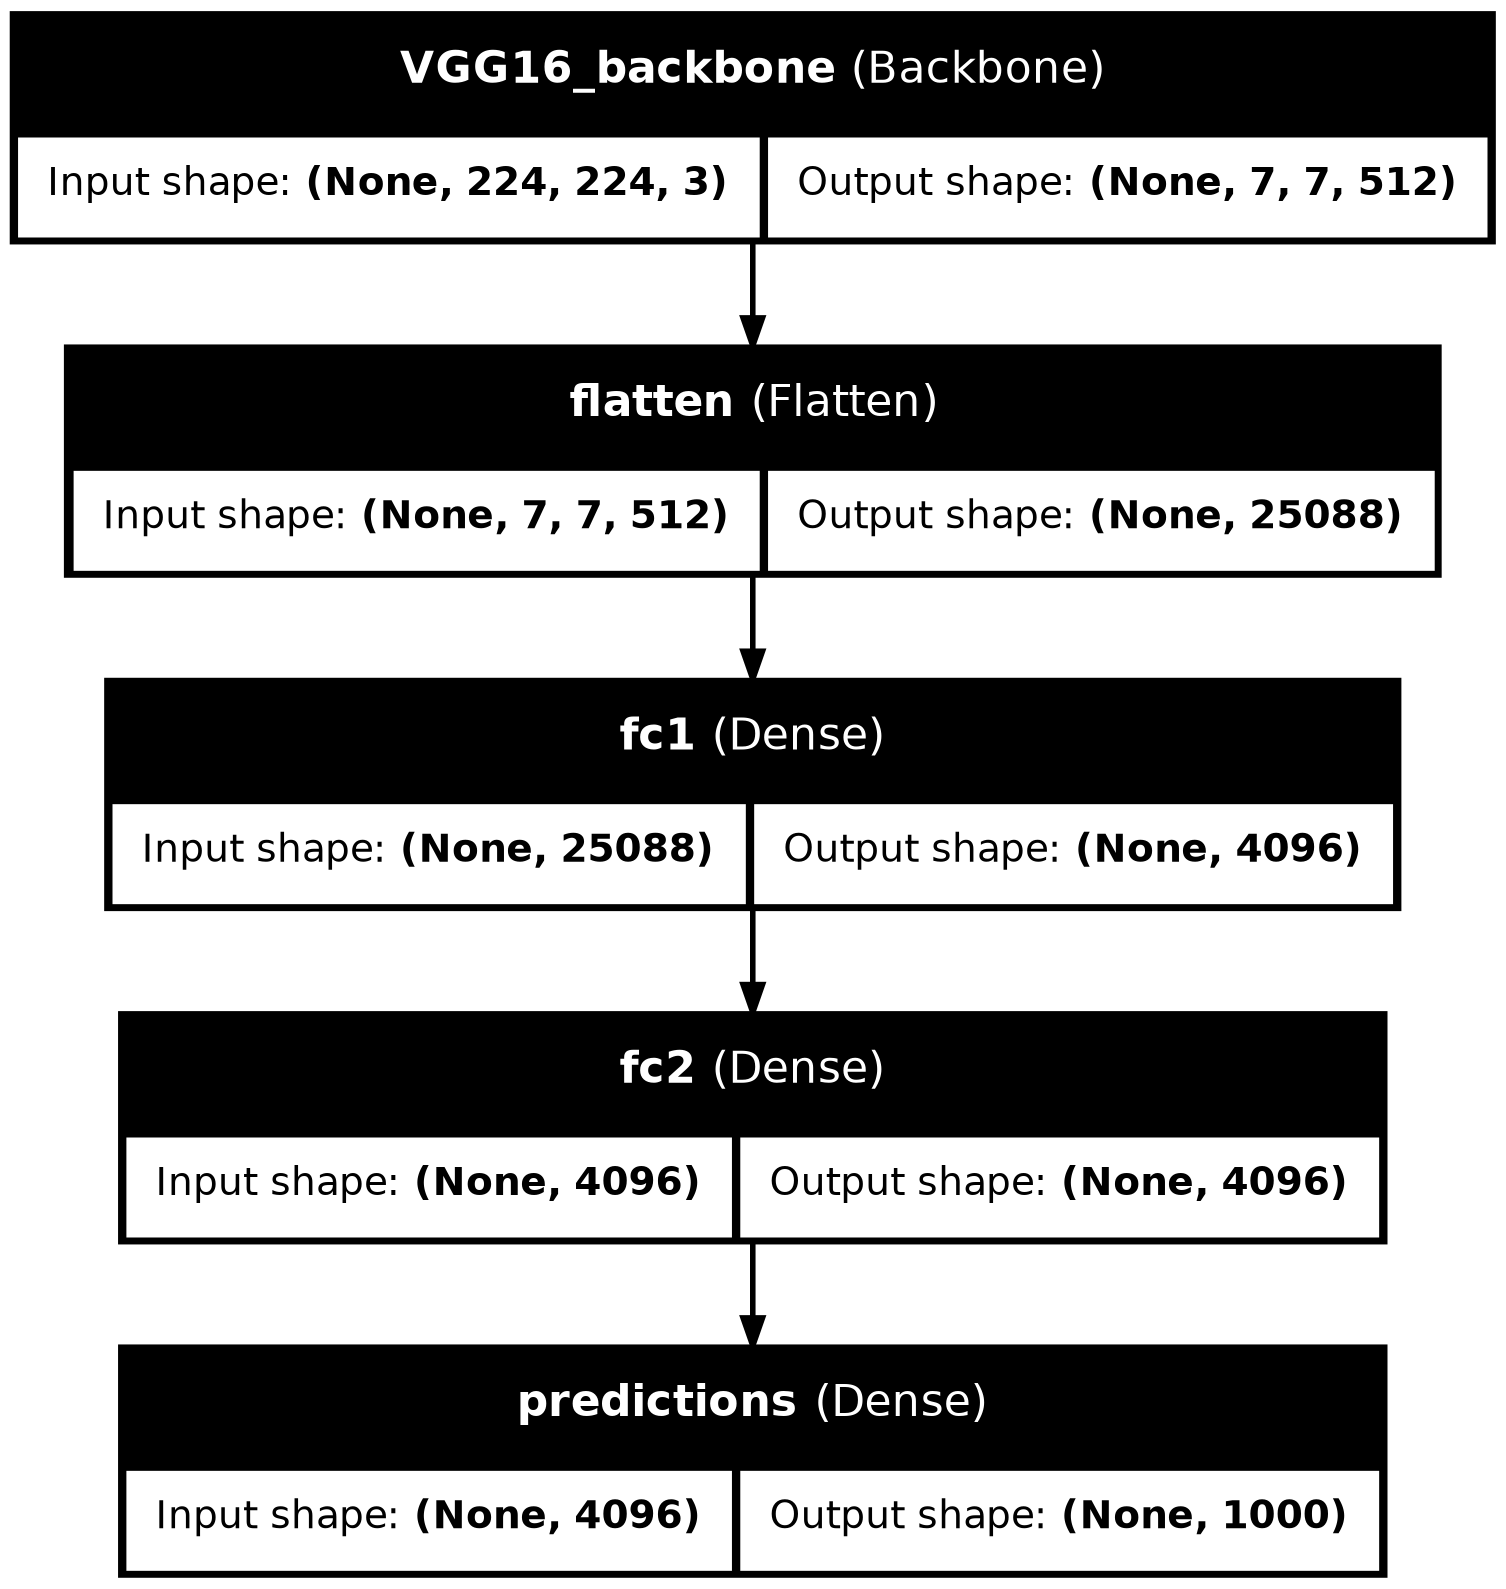 VGG16_backbone (Backbone)
Input shape: (None, 224, 224, 3) Output shape: (None, 7, 7, 512)
flatten (Flatten)
Input shape: (None, 7, 7, 512) Output shape: (None, 25088)
fc1 (Dense)
Input shape: (None, 25088) Output shape: (None, 4096)
fc2 (Dense)
Input shape: (None, 4096) Output shape: (None, 4096)
predictions (Dense)
Input shape: (None, 4096) Output shape: (None, 1000)